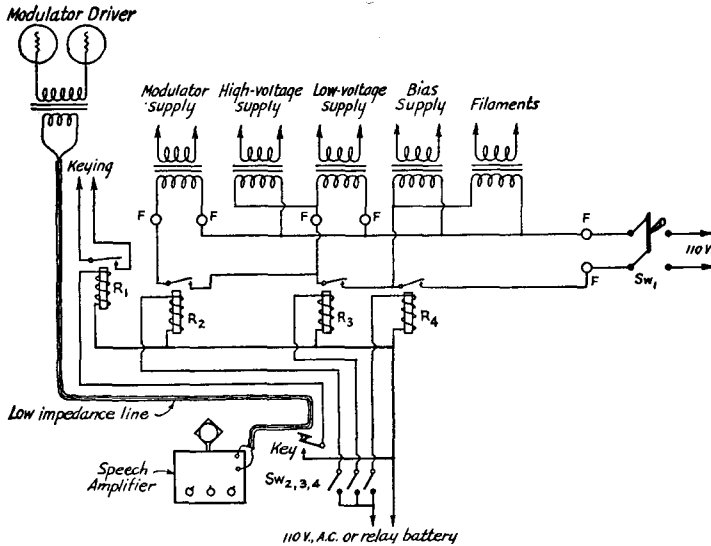 Modulator Driver
Modulator supply
High-voltage supply
Low-voltage supply
Bias Supply
Filaments
Keying
F
F
F
F
F
110 V.
F
Sw1
R1
R2
R3
R4
Low impedance line
Key
Speech Amplifier
Sw2,3,4
110 V., A.C. or relay battery